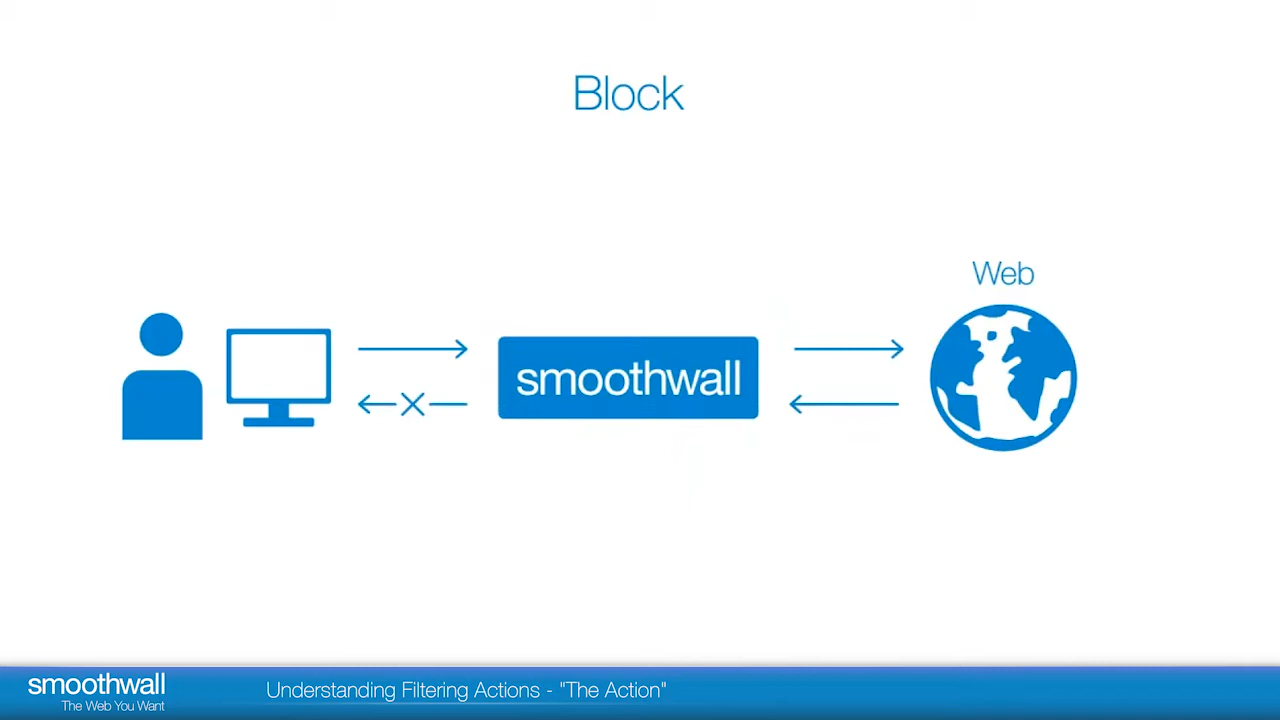 Block
Web
smoothwall
smoothwall
The Web You Want
Understanding Filtering Actions - "The Action"